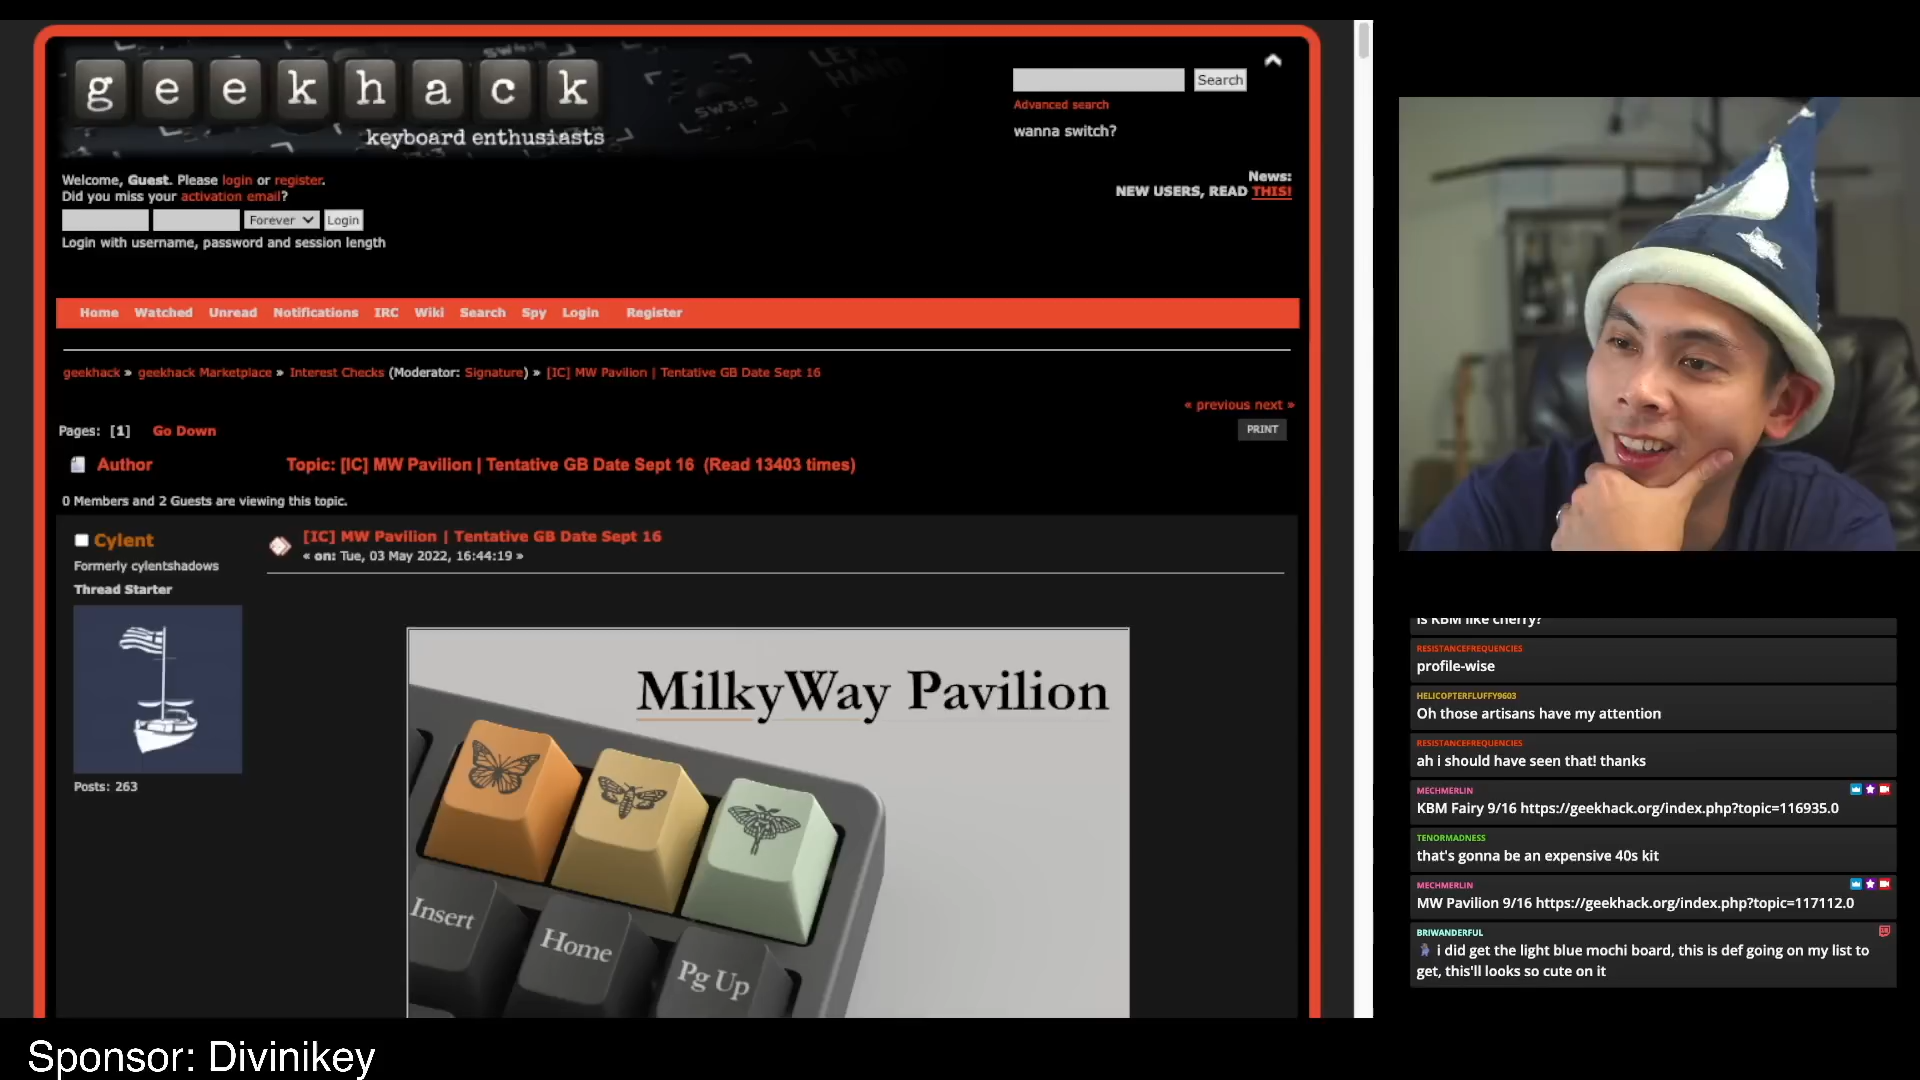 geekhack
keyboard enthusiasts
Search
Advanced search
wanna switch?
Welcome, Guest. Please login or register.
Did you miss your activation email?
Forever Login
Login with username, password and session length
News:
NEW USERS, READ THIS!
Home Watched Unread Notifications IRC Wiki Search Spy Login Register
geekhack » geekhack Marketplace » Interest Checks (Moderator: Signature) » [IC] MW Pavilion | Tentative GB Date Sept 16
« previous next »
Pages: [1] Go Down
PRINT
Author Topic: [IC] MW Pavilion | Tentative GB Date Sept 16 (Read 13403 times)
0 Members and 2 Guests are viewing this topic.
Cylent
Formerly cylentshadows
Thread Starter
Posts: 263
[IC] MW Pavilion | Tentative GB Date Sept 16
« on: Tue, 03 May 2022, 16:44:19 »
MilkyWay Pavilion
Insert
Home
Pg Up
is KBM like cherry?
RESISTANCEFREQUENCIES
profile-wise
HELICOPTERFLUFFY9603
Oh those artisans have my attention
RESISTANCEFREQUENCIES
ah i should have seen that! thanks
MECHMERLIN
KBM Fairy 9/16 https://geekhack.org/index.php?topic=116935.0
TENORMADNESS
that's gonna be an expensive 40s kit
MECHMERLIN
MW Pavilion 9/16 https://geekhack.org/index.php?topic=117112.0
BRIWANDERFUL
i did get the light blue mochi board, this is def going on my list to
get, this'll looks so cute on it
Sponsor: Divinikey